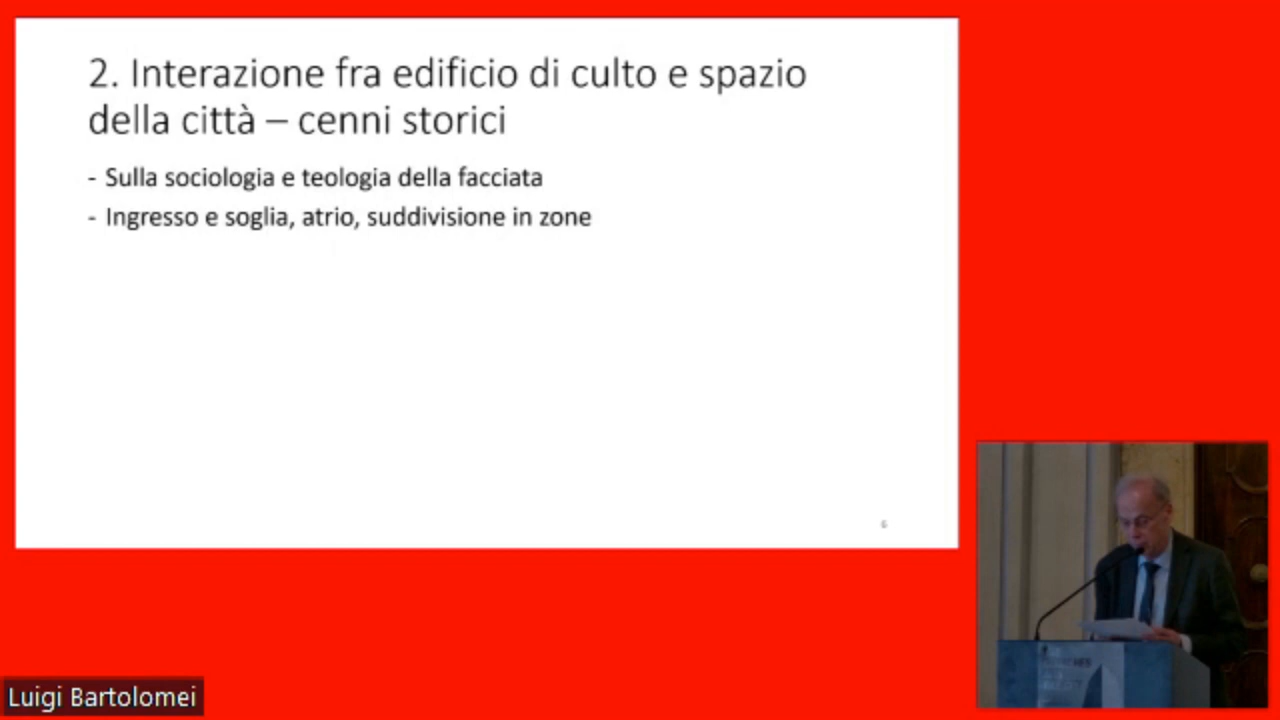 2. Interazione fra edificio di culto e spazio
della città – cenni storici
- Sulla sociologia e teologia della facciata
- Ingresso e soglia, atrio, suddivisione in zone
6
Luigi Bartolomei